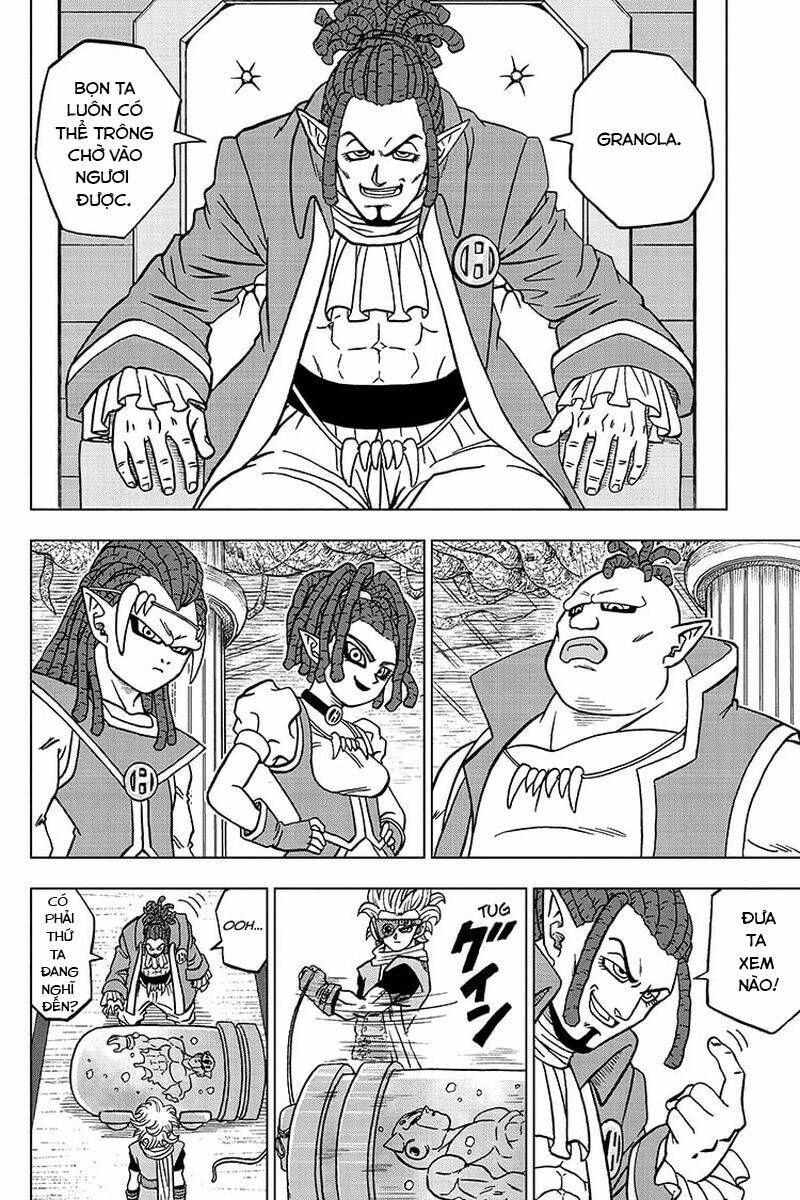 GRANOLA.
BỌN TA
LUÔN CÓ
THỂ TRÔNG
CHỜ VÀO
NGƯƠI
ĐƯỢC.
ĐƯA
TA
XEM
NÀO!
TUG
グイン
OOH...
CÓ
PHẢI
THỨ
TA
ĐANG
NGHĨ
ĐẾN?